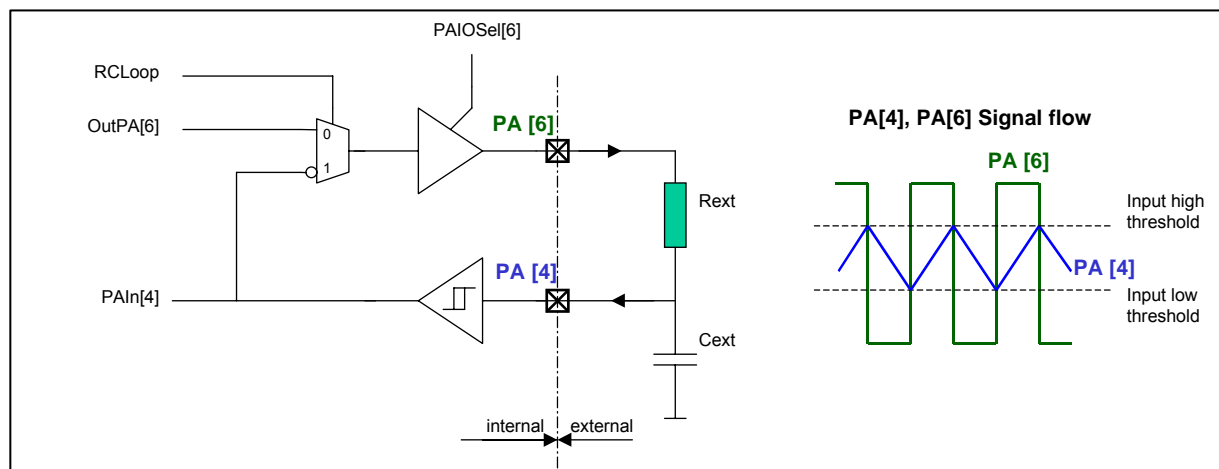 PAIOSel[6]
RCLoop
OutPA[6]
0
1
PA [6]
Rext
PAIn[4]
PA [4]
Cext
internal
external
PA[4], PA[6] Signal flow
PA [6]
Input high
threshold
PA [4]
Input low
threshold